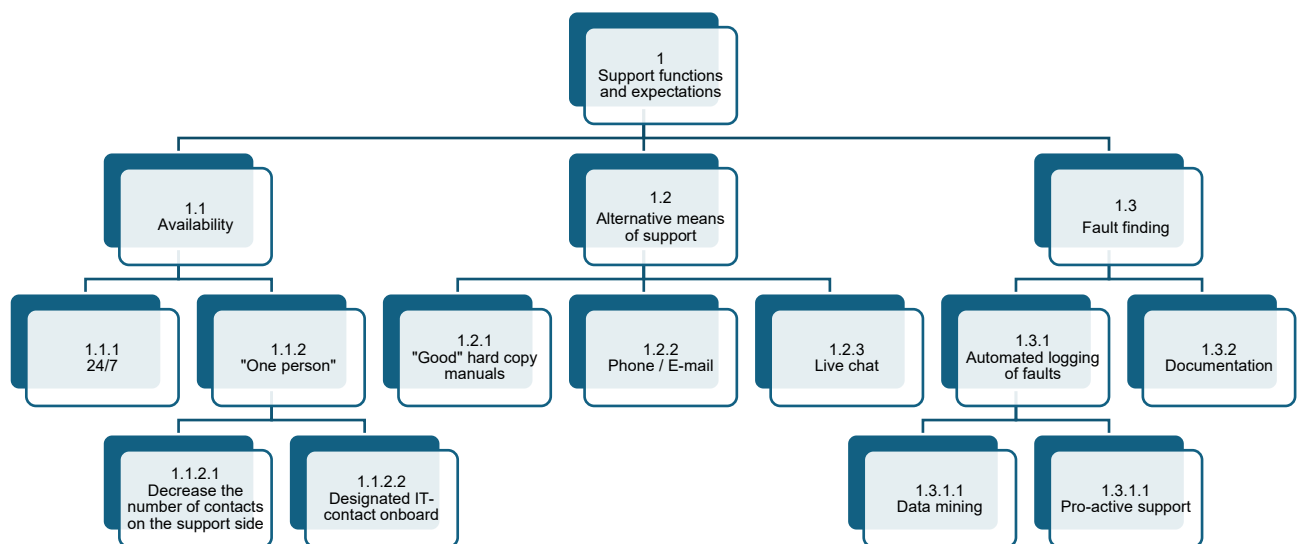 1
Support functions
and expectations
1.1
Availability
1.2
Alternative means
of support
1.3
Fault finding
1.1.1
24/7
1.1.2
"One person"
1.2.1
"Good" hard copy
manuals
1.2.2
Phone / E-mail
1.2.3
Live chat
1.3.1
Automated logging
of faults
1.3.2
Documentation
1.1.2.1
Decrease the
number of contacts
on the support side
1.1.2.2
Designated IT-
contact onboard
1.3.1.1
Data mining
1.3.1.1
Pro-active support